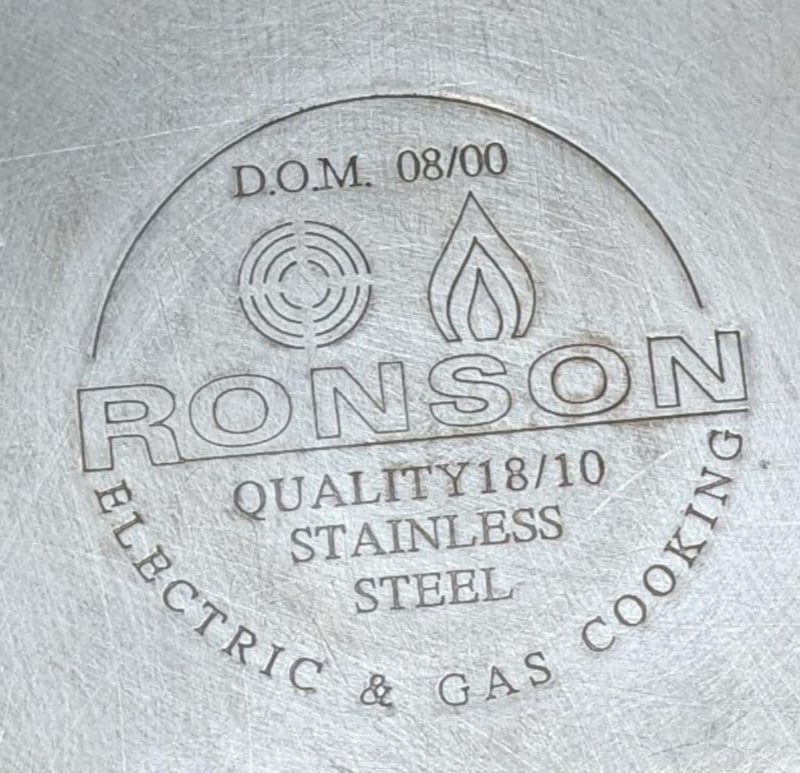 D.O.M. 08/00
RONSON
QUALITY18/10
STAINLESS
STEEL
ELECTRIC & GAS COOKING